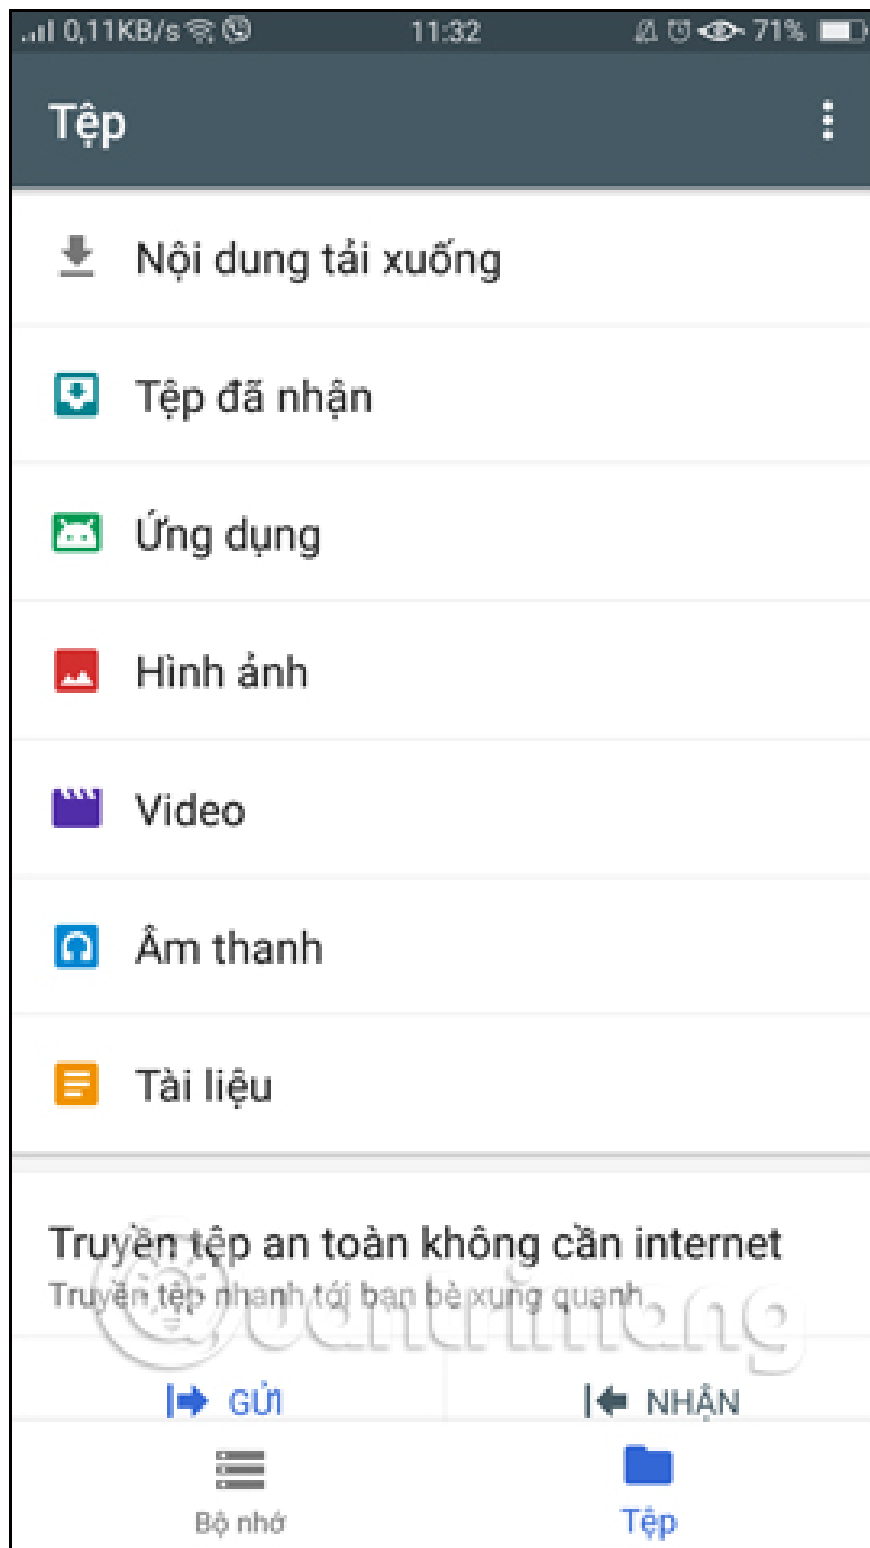 0,11KB/s 11:32 71%
Tệp
Nội dung tải xuống
Tệp đã nhận
Ứng dụng
Hình ảnh
Video
Âm thanh
Tài liệu
Truyền tệp an toàn không cần internet
Truyền tệp nhanh tới bạn bè xung quanh
Quantrimang
GỬI NHẬN
Bộ nhớ Tệp